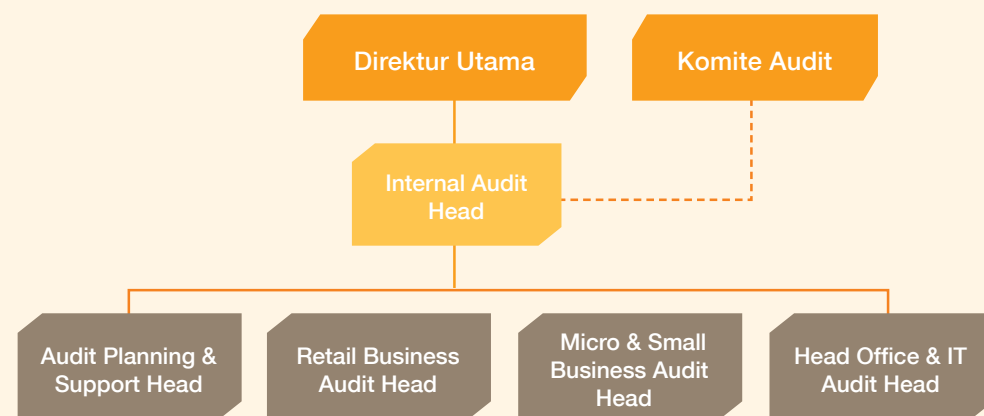 Direktur Utama
Komite Audit
Internal Audit
Head
Audit Planning &
Support Head
Retail Business
Audit Head
Micro & Small
Business Audit
Head
Head Office & IT
Audit Head